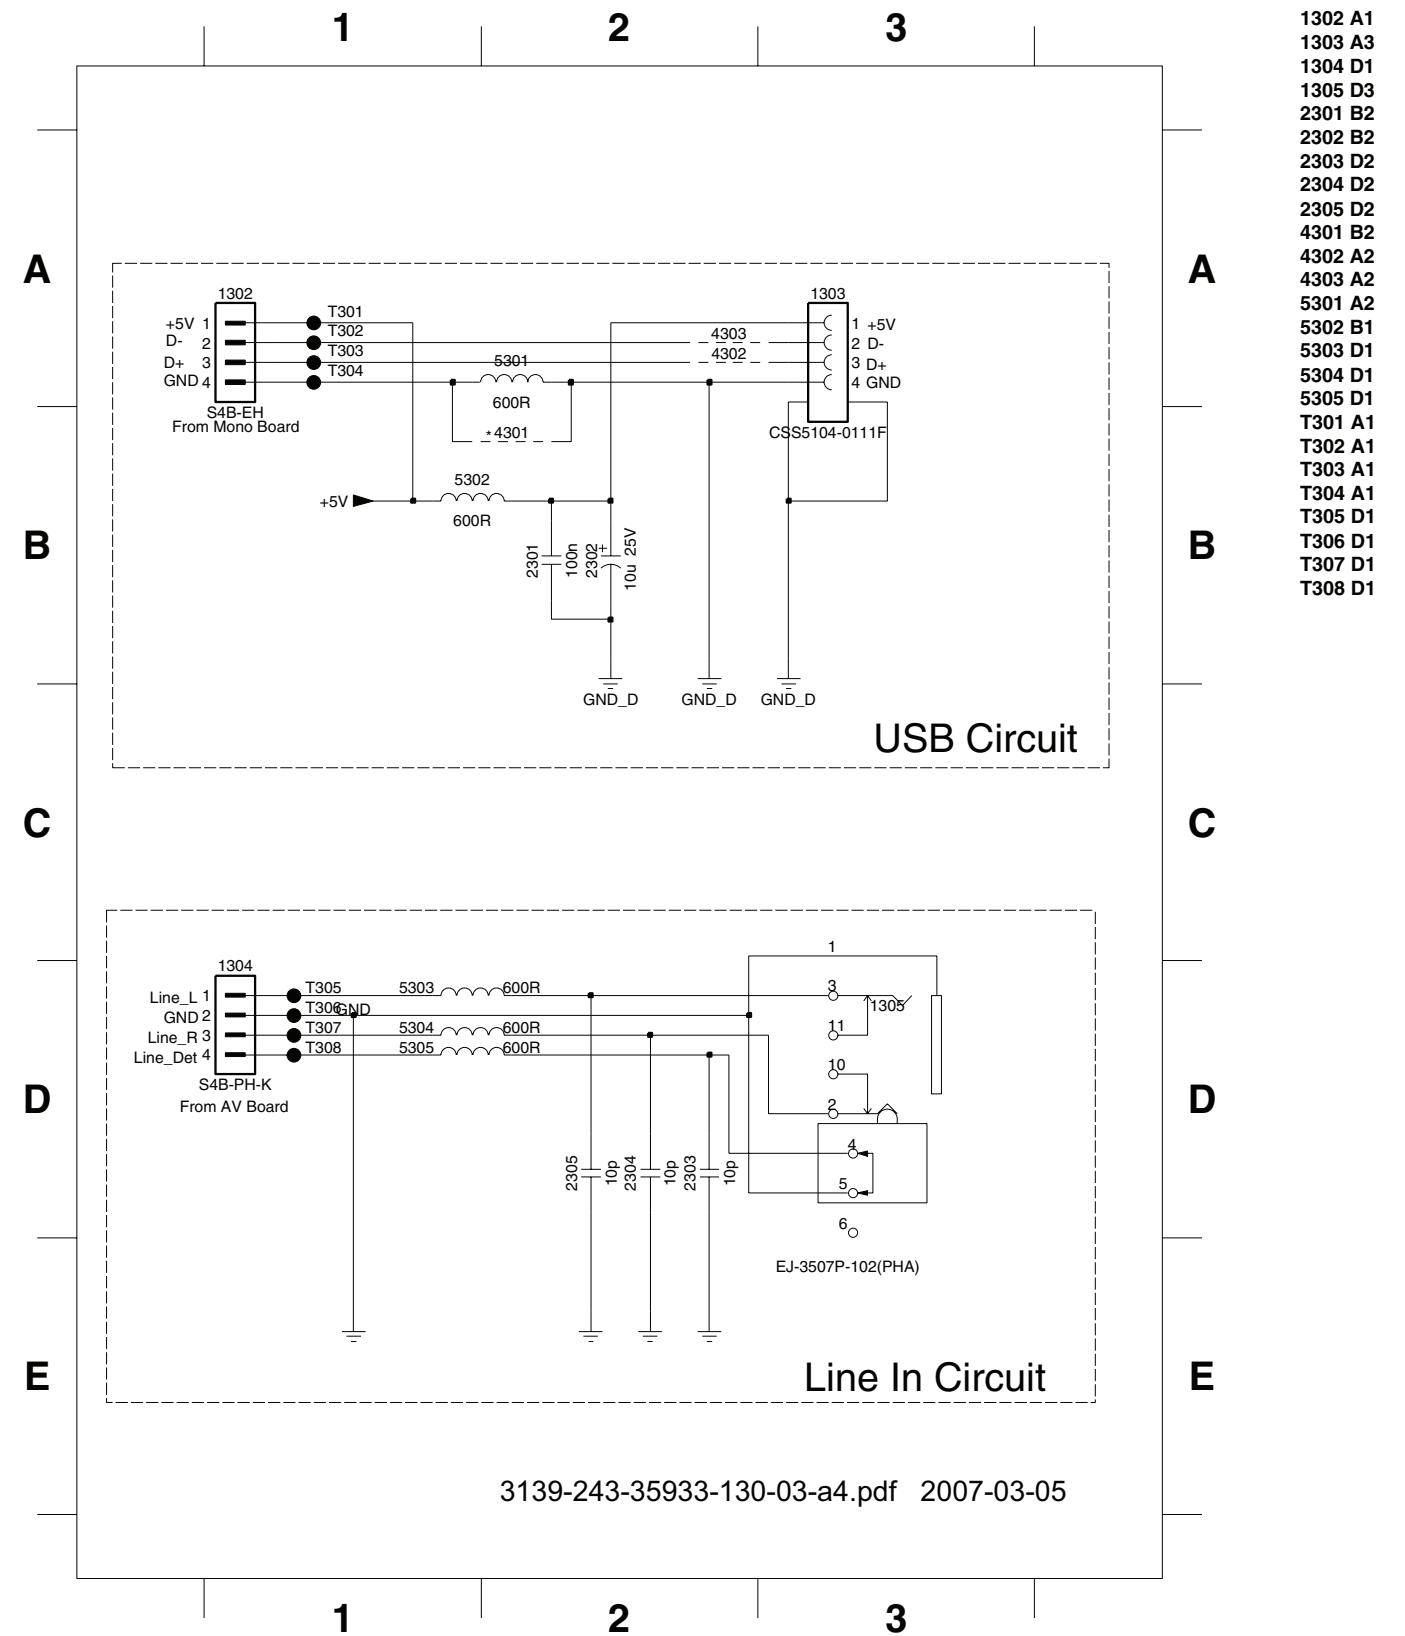 1 2 3
1302 A1
1303 A3
1304 D1
1305 D3
2301 B2
2302 B2
2303 D2
2304 D2
2305 D2
4301 B2
4302 A2
4303 A2
5301 A2
5302 B1
5303 D1
5304 D1
5305 D1
T301 A1
T302 A1
T303 A1
T304 A1
T305 D1
T306 D1
T307 D1
T308 D1
A A
1302 1303
+5V 1 T301 1 +5V
D- 2 T302 4303 2 D-
D+ 3 T303 4302 3 D+
GND 4 T304 5301 4 GND
600R
S4B-EH
From Mono Board
*4301
CSS5104-0111F
5302
+5V
600R
B B
2301 100n 2302 + 10u 25V
GND_D GND_D GND_D
USB Circuit
C C
1
1304
Line_L 1 T305 5303 600R 3
GND 2 T306 GND 1305
Line_R 3 T307 5304 600R 11
Line_Det 4 T308 5305 600R
10
S4B-PH-K
From AV Board
D D
2
4
2305 10p 2304 10p 2303 10p
5
6
EJ-3507P-102(PHA)
E E
Line In Circuit
3139-243-35933-130-03-a4.pdf 2007-03-05
1 2 3